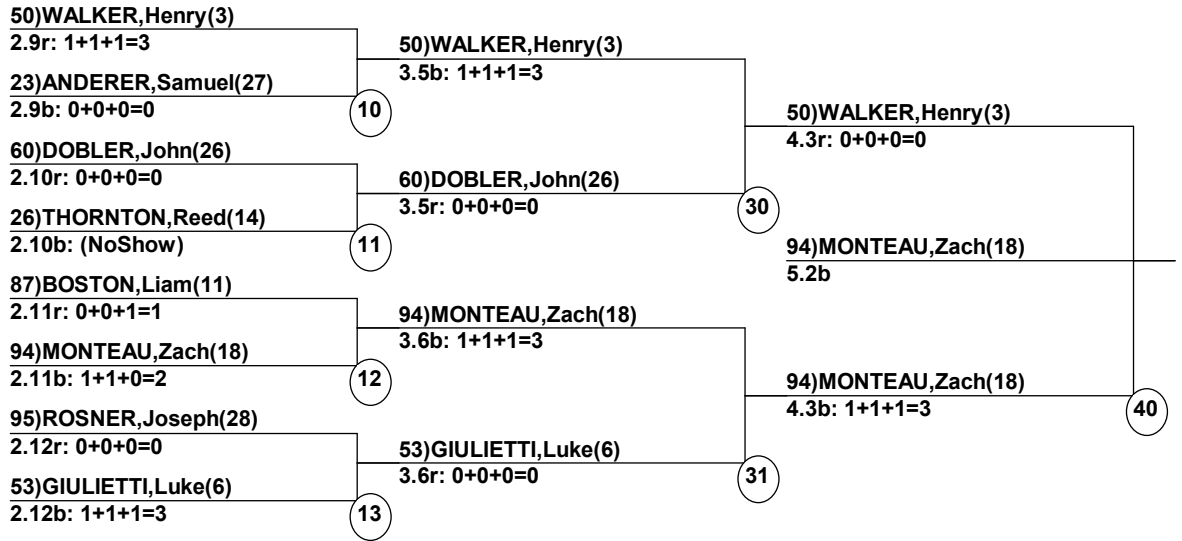 50)WALKER,Henry(3)
2.9r: 1+1+1=3
23)ANDERER,Samuel(27)
2.9b: 0+0+0=0
10
60)DOBLER,John(26)
2.10r: 0+0+0=0
26)THORNTON,Reed(14)
2.10b: (NoShow)
11
87)BOSTON,Liam(11)
2.11r: 0+0+1=1
94)MONTEAU,Zach(18)
2.11b: 1+1+0=2
12
95)ROSNER,Joseph(28)
2.12r: 0+0+0=0
53)GIULIETTI,Luke(6)
2.12b: 1+1+1=3
13
50)WALKER,Henry(3)
3.5b: 1+1+1=3
60)DOBLER,John(26)
3.5r: 0+0+0=0
30
94)MONTEAU,Zach(18)
3.6b: 1+1+1=3
53)GIULIETTI,Luke(6)
3.6r: 0+0+0=0
31
50)WALKER,Henry(3)
4.3r: 0+0+0=0
94)MONTEAU,Zach(18)
5.2b
94)MONTEAU,Zach(18)
4.3b: 1+1+1=3
40